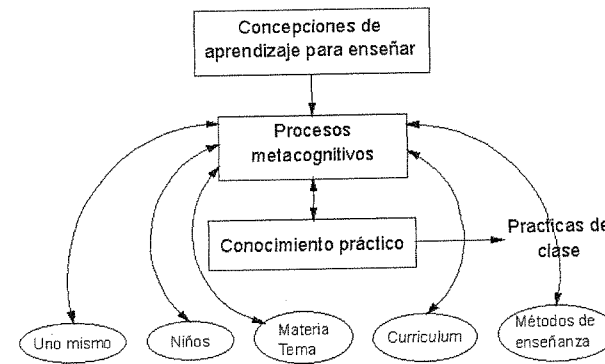 Concepciones de
aprendizaje para enseñar
Procesos
metacognitivos
Conocimiento práctico
Practicas de
clase
Uno mismo
Niños
Materia
Tema
Curriculum
Métodos de
enseñanza